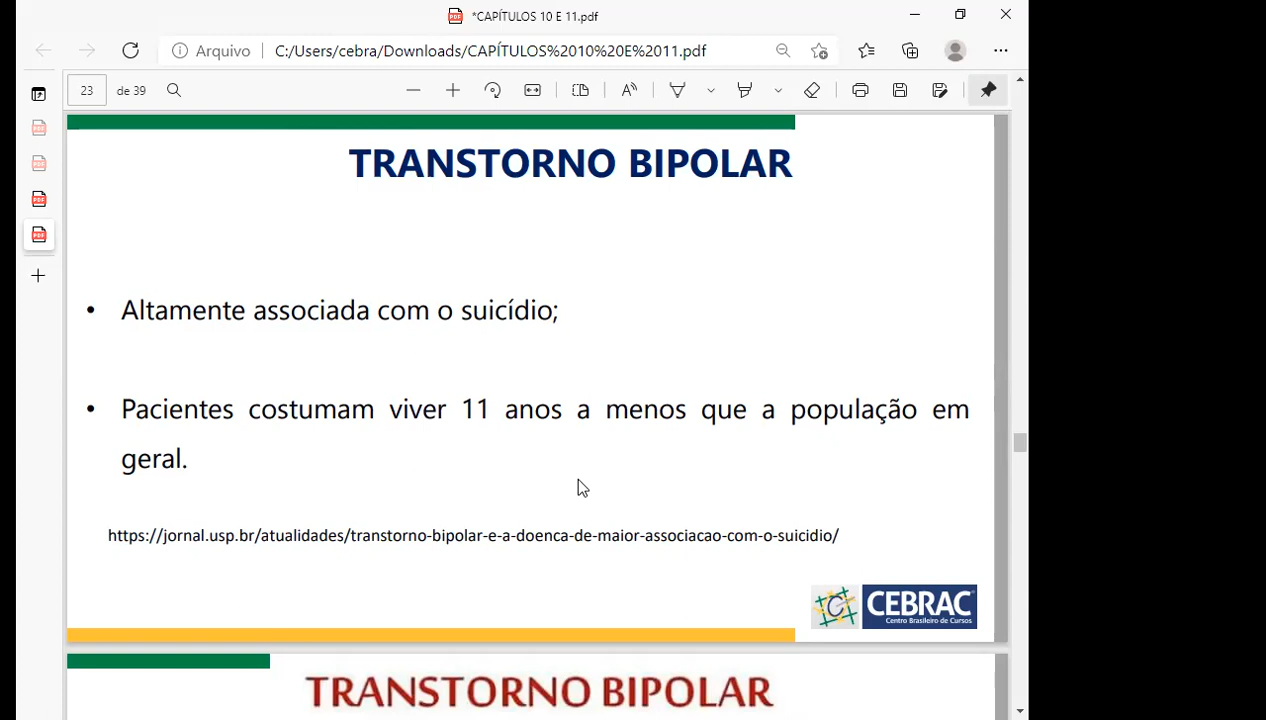 *CAPÍTULOS 10 E 11.pdf
Arquivo
C:/Users/cebra/Downloads/CAPÍTULOS%2010%20E%2011.pdf
23
de 39
TRANSTORNO BIPOLAR
• Altamente associada com o suicídio;
• Pacientes costumam viver 11 anos a menos que a população em
geral.
https://jornal.usp.br/atualidades/transtorno-bipolar-e-a-doenca-de-maior-associacao-com-o-suicidio/
CEBRAC
Centro Brasileiro de Cursos
TRANSTORNO BIPOLAR